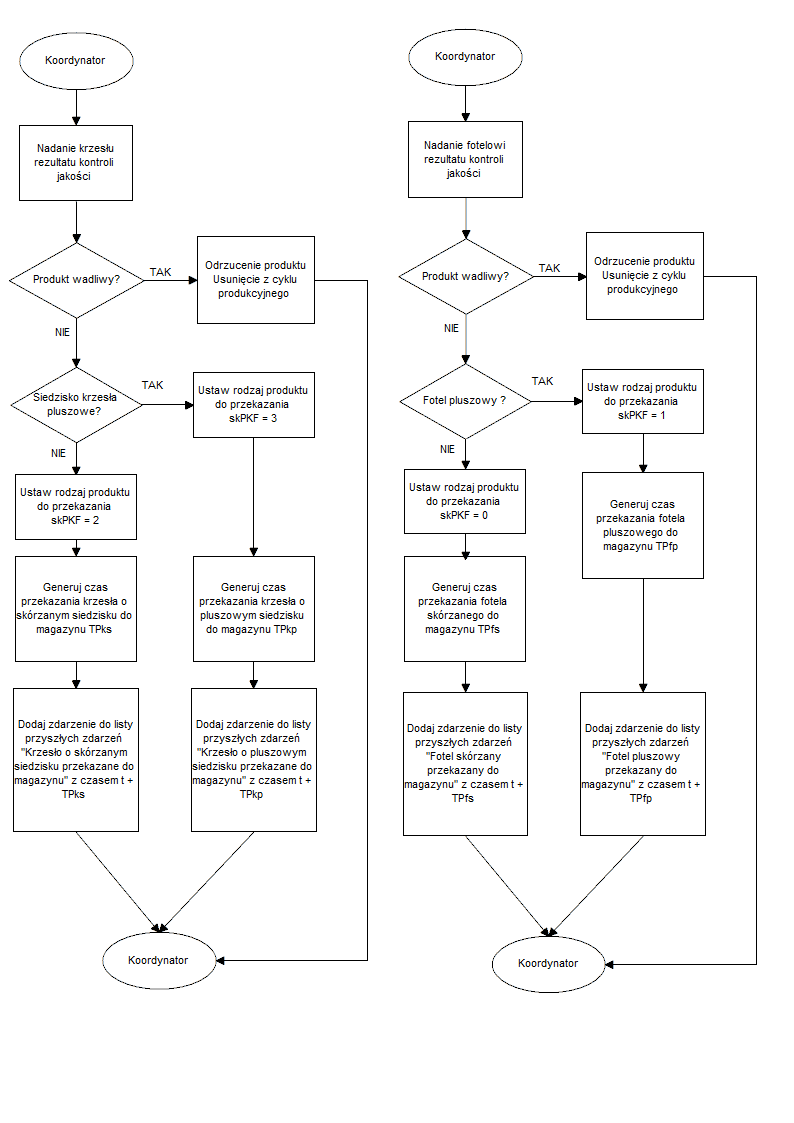 Koordynator
Nadanie krzesłu
rezultatu kontroli
jakości
Produkt wadliwy?
TAK
Odrzucenie produktu
Usunięcie z cyklu
produkcyjnego
NIE
Siedzisko krzesła
pluszowe?
TAK
Ustaw rodzaj produktu
do przekazania
skPKF = 3
NIE
Ustaw rodzaj produktu
do przekazania
skPKF = 2
Generuj czas
przekazania krzesła o
skórzanym siedzisku do
magazynu TPks
Generuj czas
przekazania krzesła o
pluszowym siedzisku
do magazynu TPkp
Dodaj zdarzenie do listy
przyszłych zdarzeń
"Krzesło o skórzanym
siedzisku przekazane do
magazynu" z czasem t +
TPks
Dodaj zdarzenie do listy
przyszłych zdarzeń
"Krzesło o pluszowym
siedzisku przekazane do
magazynu" z czasem t +
TPkp
Koordynator
Koordynator
Nadanie fotelowi
rezultatu kontroli
jakości
Produkt wadliwy?
TAK
Odrzucenie produktu
Usunięcie z cyklu
produkcyjnego
NIE
Fotel pluszowy ?
TAK
Ustaw rodzaj produktu
do przekazania
skPKF = 1
NIE
Ustaw rodzaj produktu
do przekazania
skPKF = 0
Generuj czas
przekazania fotela
pluszowego do
magazynu TPfp
Generuj czas
przekazania fotela
skórzanego do
magazynu TPfs
Dodaj zdarzenie do listy
przyszłych zdarzeń
"Fotel skórzany
przekazany do
magazynu" z czasem t +
TPfs
Dodaj zdarzenie do listy
przyszłych zdarzeń
"Fotel pluszowy
przekazany do
magazynu" z czasem t +
TPfp
Koordynator